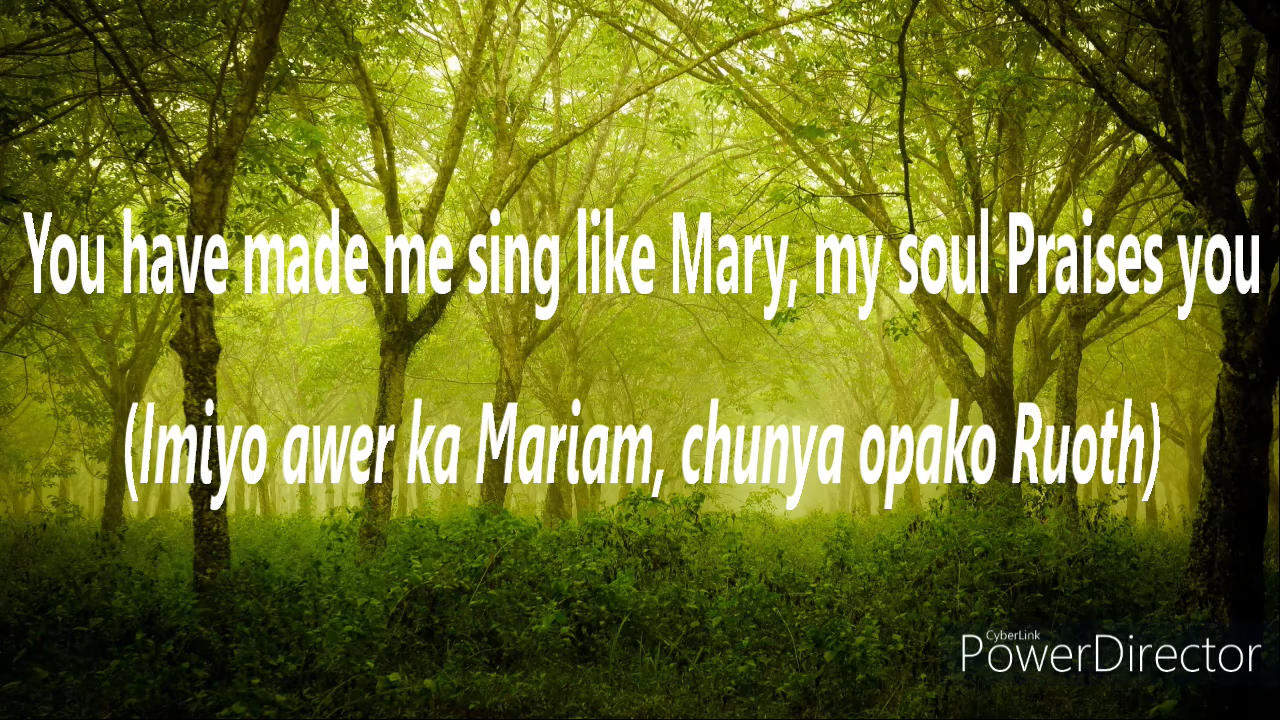 You have made me sing like Mary, my soul Praises you
(Imiyo awer ka Mariam, chunya opako Ruoth)
CyberLink
PowerDirector